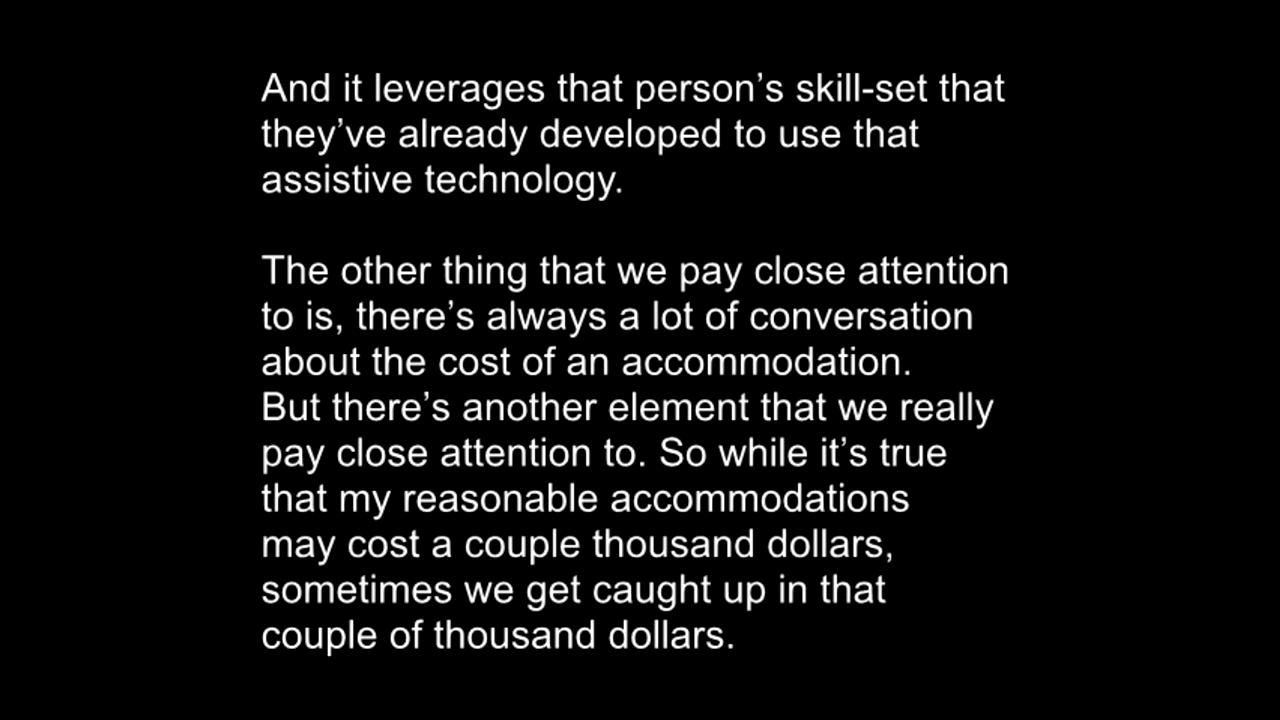 And it leverages that person’s skill-set that
they’ve already developed to use that
assistive technology.
The other thing that we pay close attention
to is, there’s always a lot of conversation
about the cost of an accommodation.
But there’s another element that we really
pay close attention to. So while it’s true
that my reasonable accommodations
may cost a couple thousand dollars,
sometimes we get caught up in that
couple of thousand dollars.